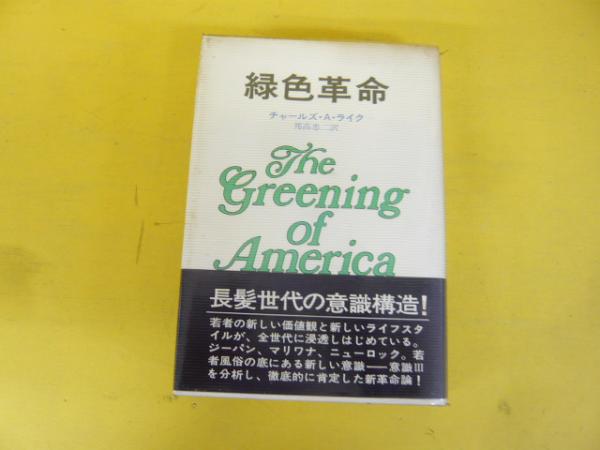 緑色革命
チャールズ・A・ライク
邦高忠二訳
The
Greening
of
America
長髪世代の意識構造！
若者の新しい価値観と新しいライフスタ
イルが、全世代に浸透しはじめている。
ジーパン、マリワナ、ニューロック。若
者風俗の底にある新しい意識──意識III
を分析し、徹底的に肯定した新革命論！